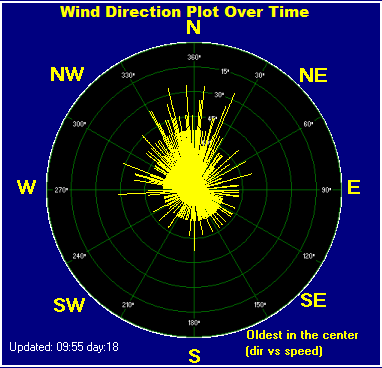 Wind Direction Plot Over Time
N
360°
15°
330°
NW
NE
30°
45°
300°
60°
W
270°
90°
E
240°
120°
SW
SE
210°
150°
180°
S
Oldest in the center
(dir vs speed)
Updated: 09:55 day:18